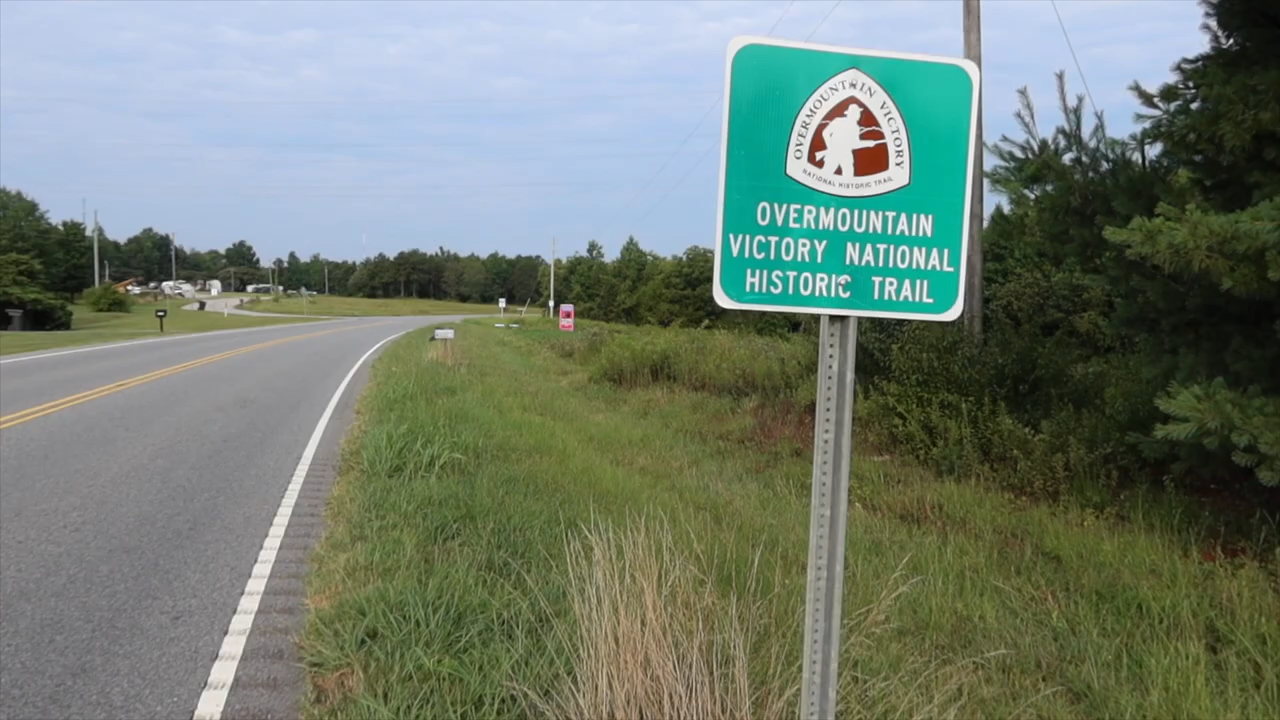 OVERMOUNTAIN VICTORY
NATIONAL HISTORIC TRAIL
OVERMOUNTAIN
VICTORY NATIONAL
HISTORIC TRAIL